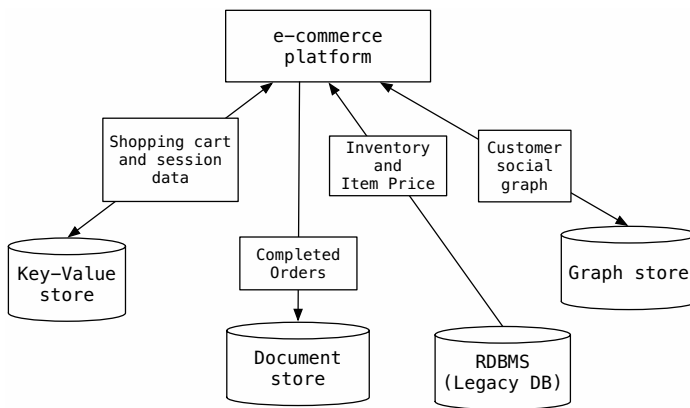 e-commerce
platform
Shopping cart
and session
data
Inventory
and
Item Price
Customer
social
graph
Completed
Orders
Key-Value
store
Graph store
Document
store
RDBMS
(Legacy DB)